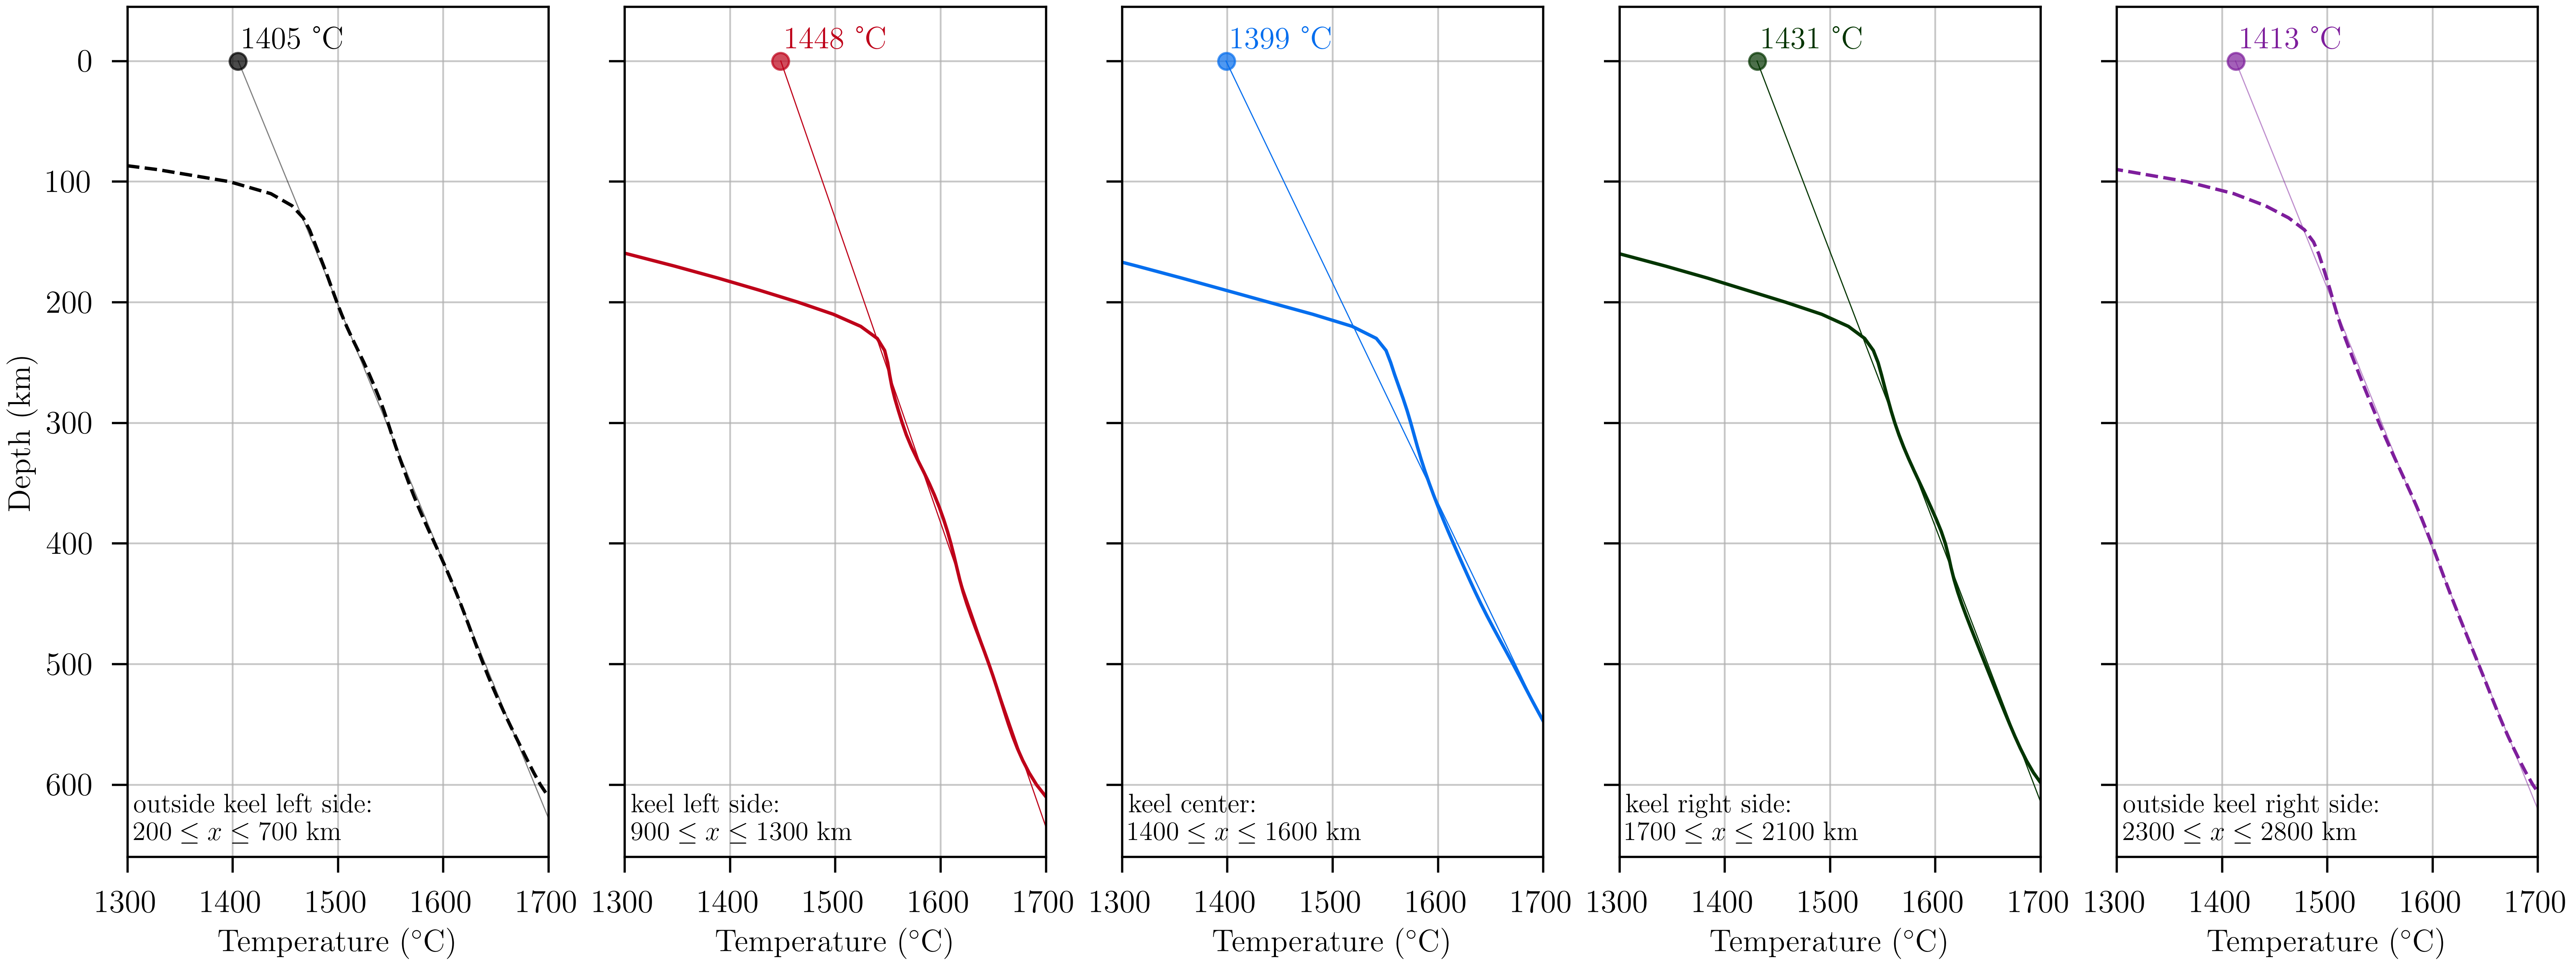 1405 °C
1448 °C
1399 °C
1431 °C
1413 °C
0
100
200
300
400
500
600
Depth (km)
outside keel left side:
200 ≤ x ≤ 700 km
keel left side:
900 ≤ x ≤ 1300 km
keel center:
1400 ≤ x ≤ 1600 km
keel right side:
1700 ≤ x ≤ 2100 km
outside keel right side:
2300 ≤ x ≤ 2800 km
1300 1400 1500 1600 1700
1300 1400 1500 1600 1700
1300 1400 1500 1600 1700
1300 1400 1500 1600 1700
1300 1400 1500 1600 1700
Temperature (°C)
Temperature (°C)
Temperature (°C)
Temperature (°C)
Temperature (°C)